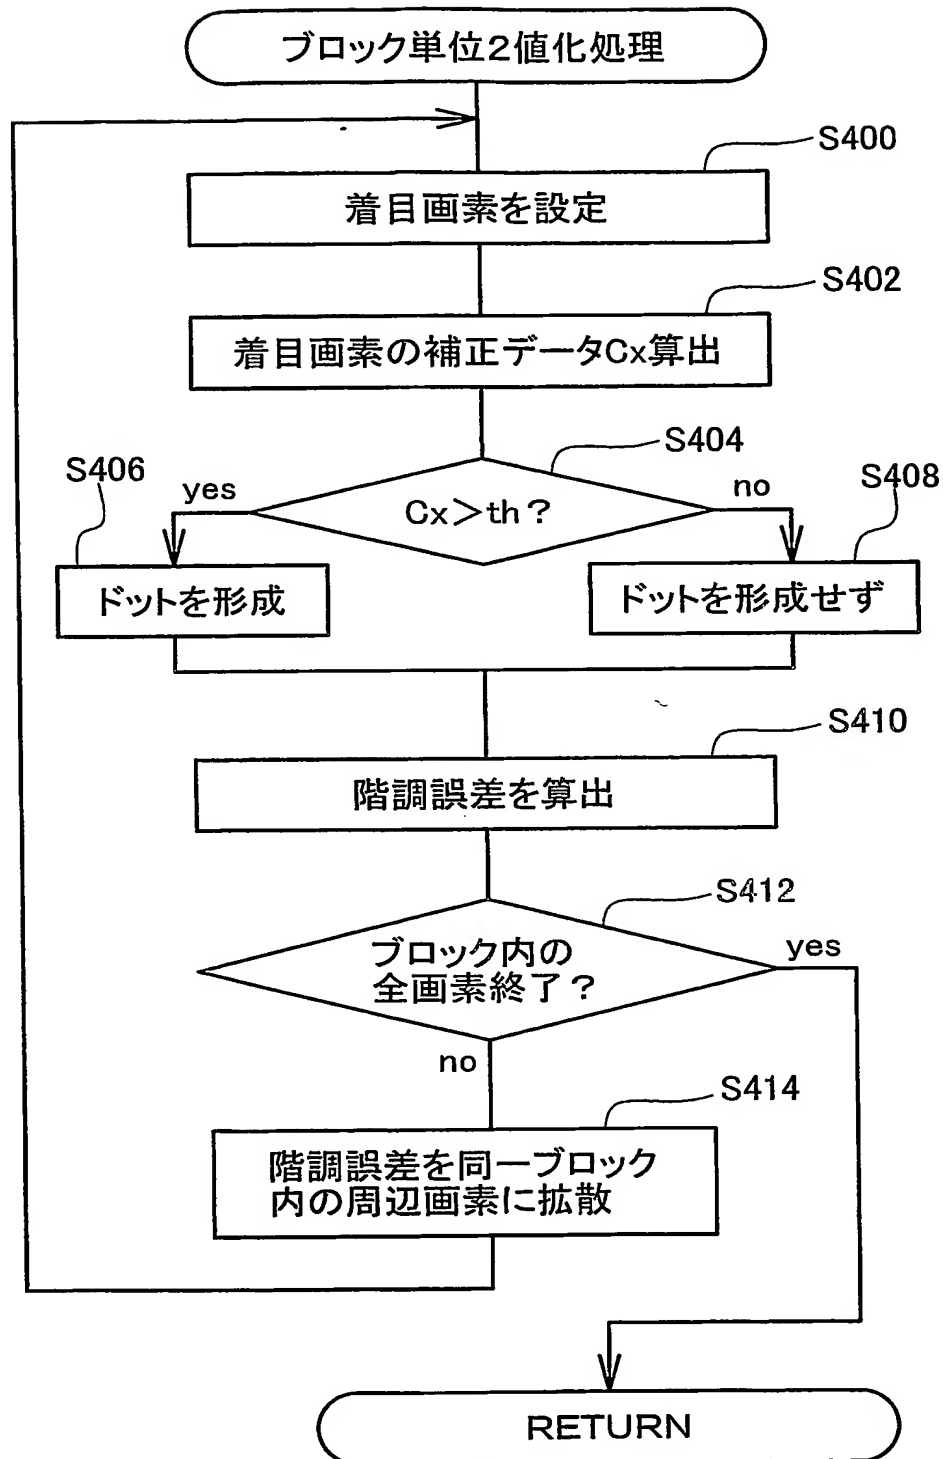 ブロック単位2値化処理
S400
着目画素を設定
S402
着目画素の補正データCx算出
S404
Cx>th?
S406
yes
no
S408
ドットを形成
ドットを形成せず
S410
階調誤差を算出
S412
ブロック内の
全画素終了?
yes
no
S414
階調誤差を同一ブロック
内の周辺画素に拡散
RETURN